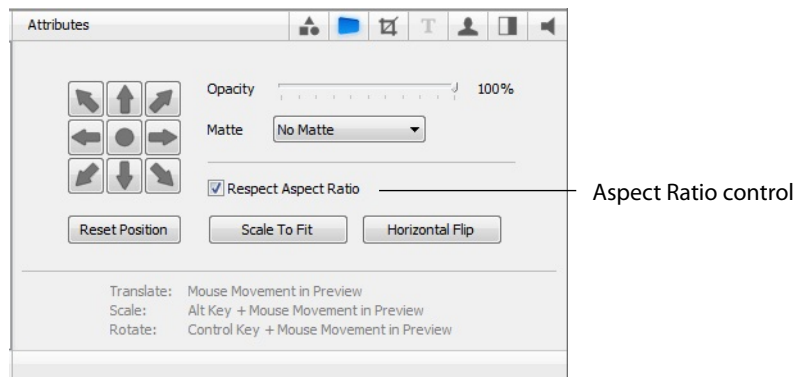 Attributes
T
Opacity 100%
Matte No Matte
Respect Aspect Ratio
Aspect Ratio control
Reset Position Scale To Fit Horizontal Flip
Translate: Mouse Movement in Preview
Scale: Alt Key + Mouse Movement in Preview
Rotate: Control Key + Mouse Movement in Preview